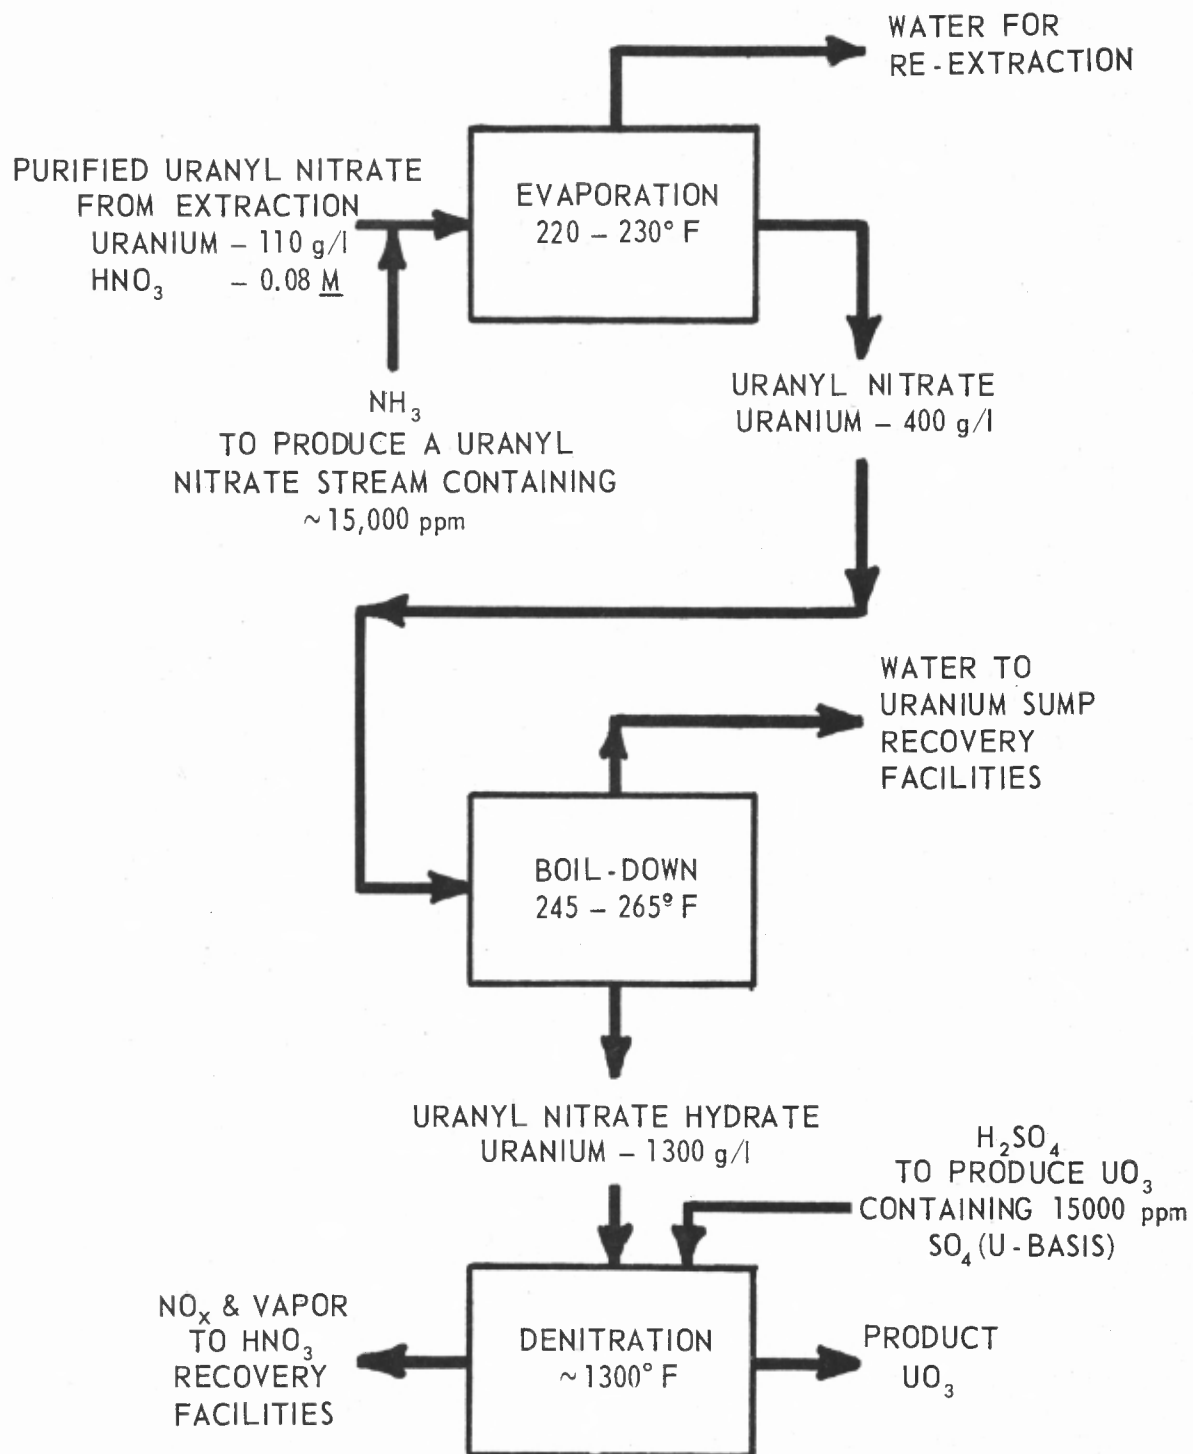 WATER FOR
RE-EXTRACTION
PURIFIED URANYL NITRATE
FROM EXTRACTION
URANIUM – 110 g/l
HNO₃ – 0.08 M
EVAPORATION
220 – 230° F
NH₃
TO PRODUCE A URANYL
NITRATE STREAM CONTAINING
~15,000 ppm
URANYL NITRATE
URANIUM – 400 g/l
WATER TO
URANIUM SUMP
RECOVERY
FACILITIES
BOIL-DOWN
245 – 265° F
URANYL NITRATE HYDRATE
URANIUM – 1300 g/l
H₂SO₄
TO PRODUCE UO₃
CONTAINING 15000 ppm
SO₄ (U-BASIS)
NOₓ & VAPOR
TO HNO₃
RECOVERY
FACILITIES
DENITRATION
~1300° F
PRODUCT
UO₃